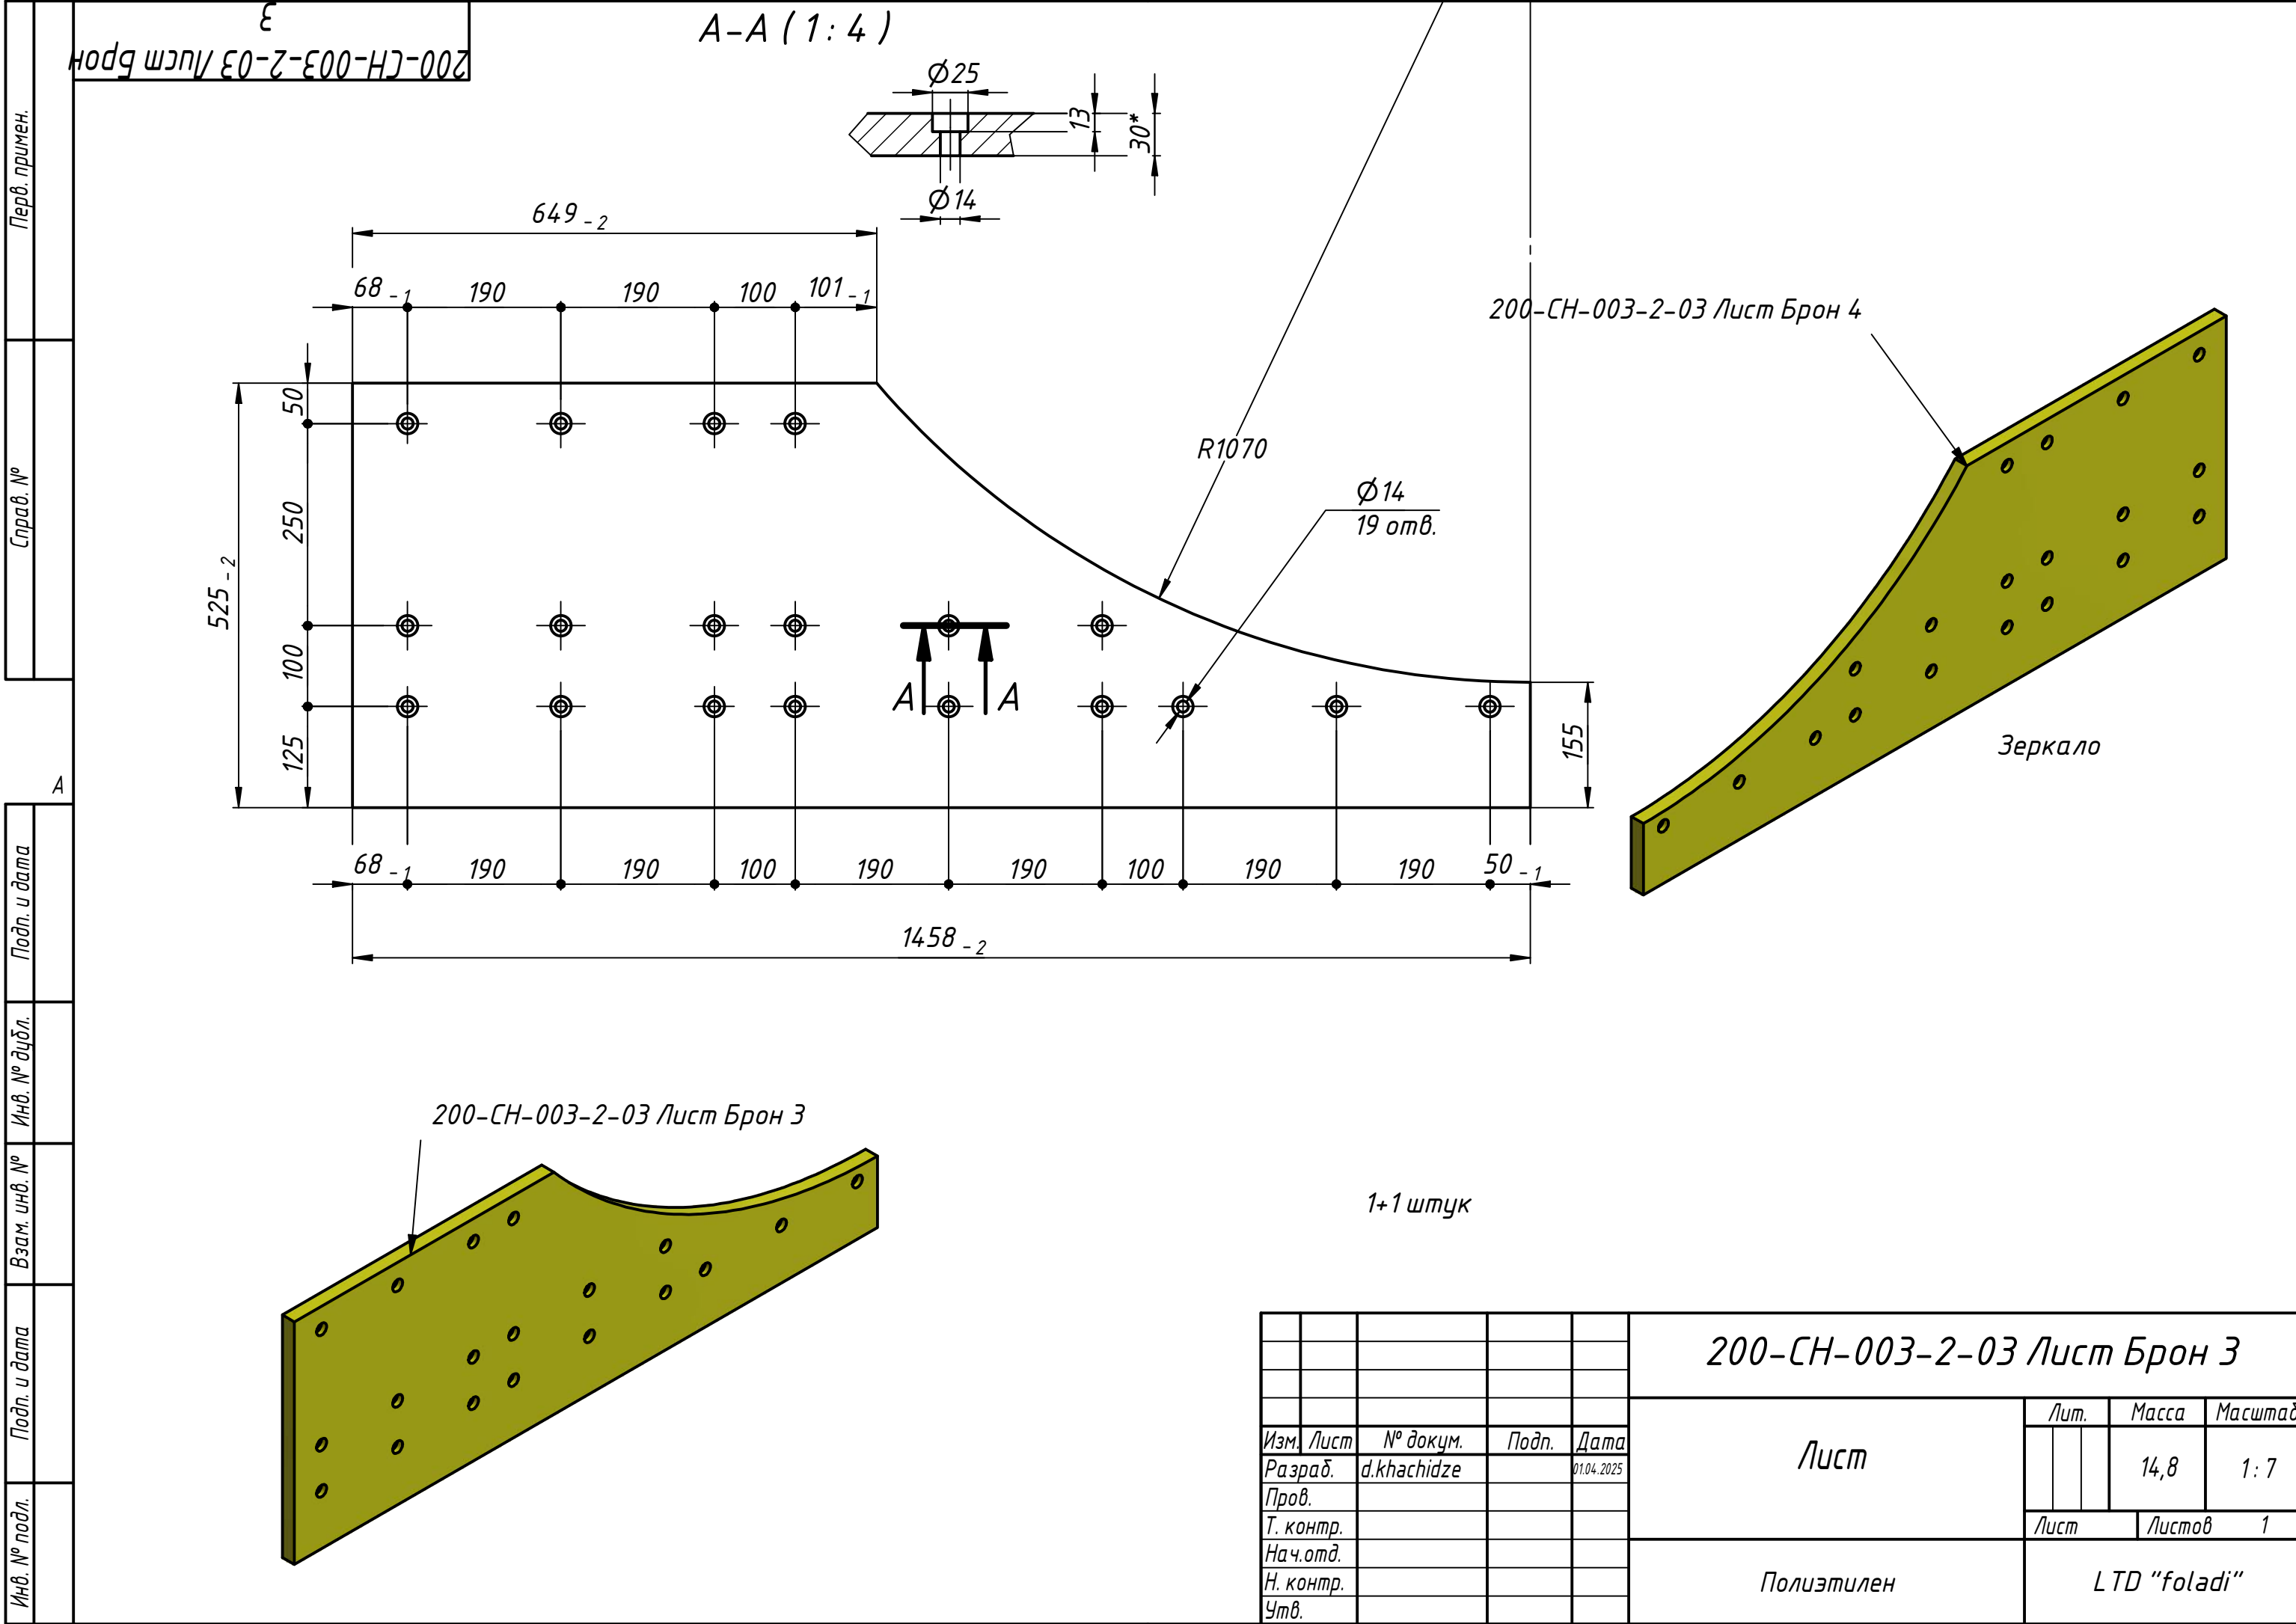 200-СН-003-2-03 Лист Брон
3
Перв. примен.
Справ. №
Подп. и дата
Инв. № дубл.
Взам. инв. №
Подп. и дата
Инв. № подл.
А
А-А ( 1 : 4 )
Ø25
13
30*
Ø14
649 -2
68 -1
190
190
100
101 -1
50
250
100
125
525 -2
R1070
Ø14
19 отв.
А
А
155
68 -1
190
190
100
190
190
100
190
190
50 -1
1458 -2
200-СН-003-2-03 Лист Брон 4
Зеркало
200-СН-003-2-03 Лист Брон 3
1+1 штук
200-СН-003-2-03 Лист Брон 3
Изм. Лист № докум. Подп. Дата
Разраб. d.khachidze 01.04.2025
Пров.
Т. контр.
Нач.отд.
Н. контр.
Утв.
Лист
Лит. Масса Масштаб
14,8 1 : 7
Лист Листов 1
Полиэтилен
LTD "foladi"